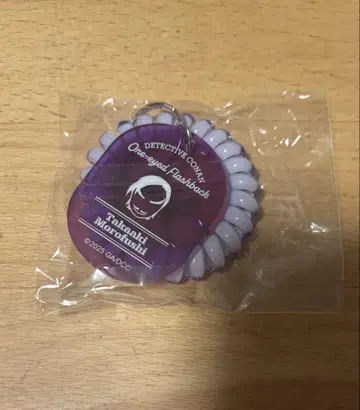 DETECTIVE CONAN
One-eyed Flashback
Takaaki
Morofushi
©2025 GA/DCC